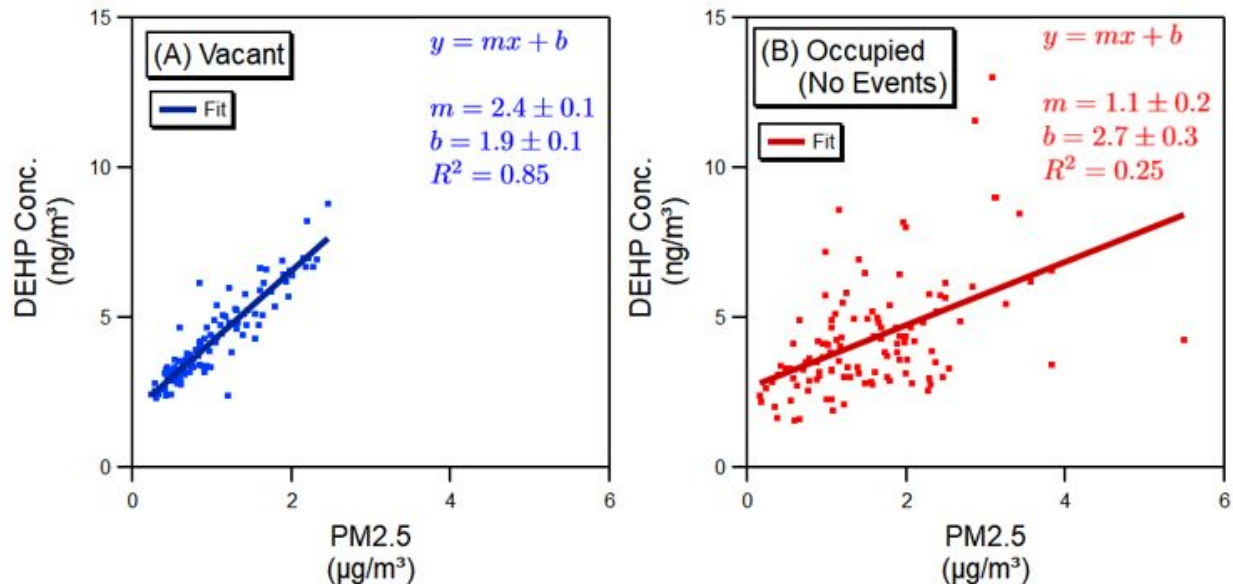 15
10
5
0
DEHP Conc.
(ng/m³)
(A) Vacant
Fit
y = mx + b
m = 2.4 ± 0.1
b = 1.9 ± 0.1
R² = 0.85
0
2
4
6
PM2.5
(µg/m³)
15
10
5
0
DEHP Conc.
(ng/m³)
(B) Occupied
(No Events)
Fit
y = mx + b
m = 1.1 ± 0.2
b = 2.7 ± 0.3
R² = 0.25
0
2
4
6
PM2.5
(µg/m³)